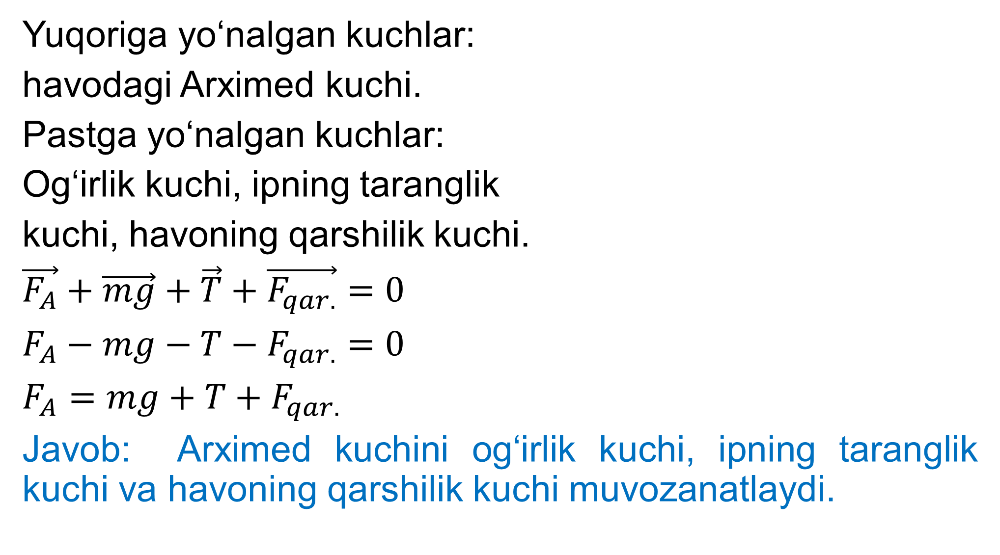 Yuqoriga yo‘nalgan kuchlar:
havodagi Arximed kuchi.
Pastga yo‘nalgan kuchlar:
Og‘irlik kuchi, ipning taranglik
kuchi, havoning qarshilik kuchi.
$\overrightarrow{F_A} + \overrightarrow{mg} + \vec{T} + \overrightarrow{F_{qar.}} = 0$
$F_A - mg - T - F_{qar.} = 0$
$F_A = mg + T + F_{qar.}$
Javob: Arximed kuchini og‘irlik kuchi, ipning taranglik
kuchi va havoning qarshilik kuchi muvozanatlaydi.